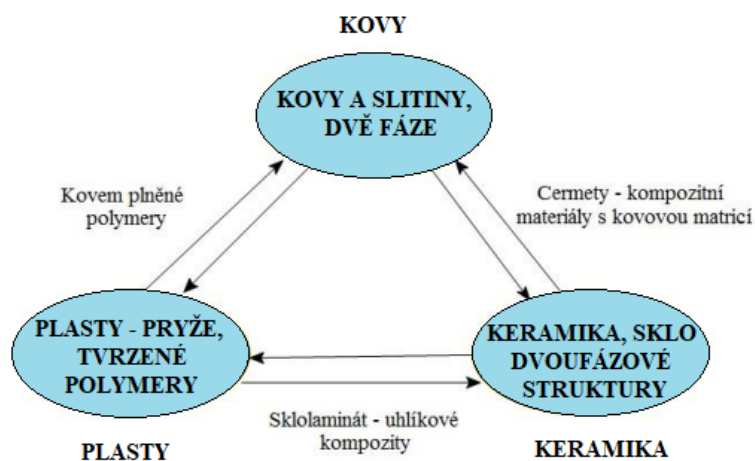 KOVY
KOVY A SLITINY,
DVĚ FÁZE
Kovem plněné
polymery
Cermety - kompozitní
materiály s kovovou matricí
PLASTY - PRYŽE,
TVRZENÉ
POLYMERY
KERAMIKA, SKLO
DVOUFÁZOVÉ
STRUKTURY
Sklolaminát - uhlíkové
kompozity
PLASTY
KERAMIKA